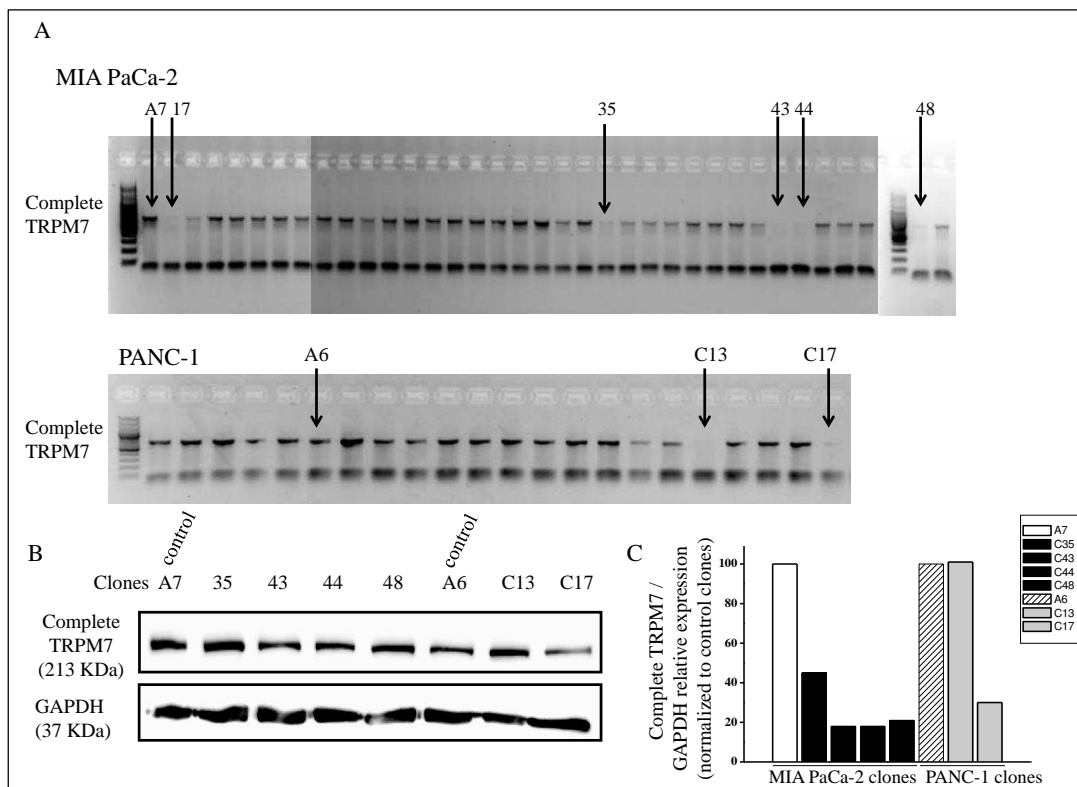 A
MIA PaCa-2
A7 17 35 43 44 48
Complete
TRPM7
PANC-1 A6 C13 C17
Complete
TRPM7
B
control control
Clones A7 35 43 44 48 A6 C13 C17
Complete
TRPM7
(213 KDa)
GAPDH
(37 KDa)
C
Complete TRPM7 /
GAPDH relative expression
(normalized to control clones)
100
80
60
40
20
0
MIA PaCa-2 clones PANC-1 clones
A7
C35
C43
C44
C48
A6
C13
C17